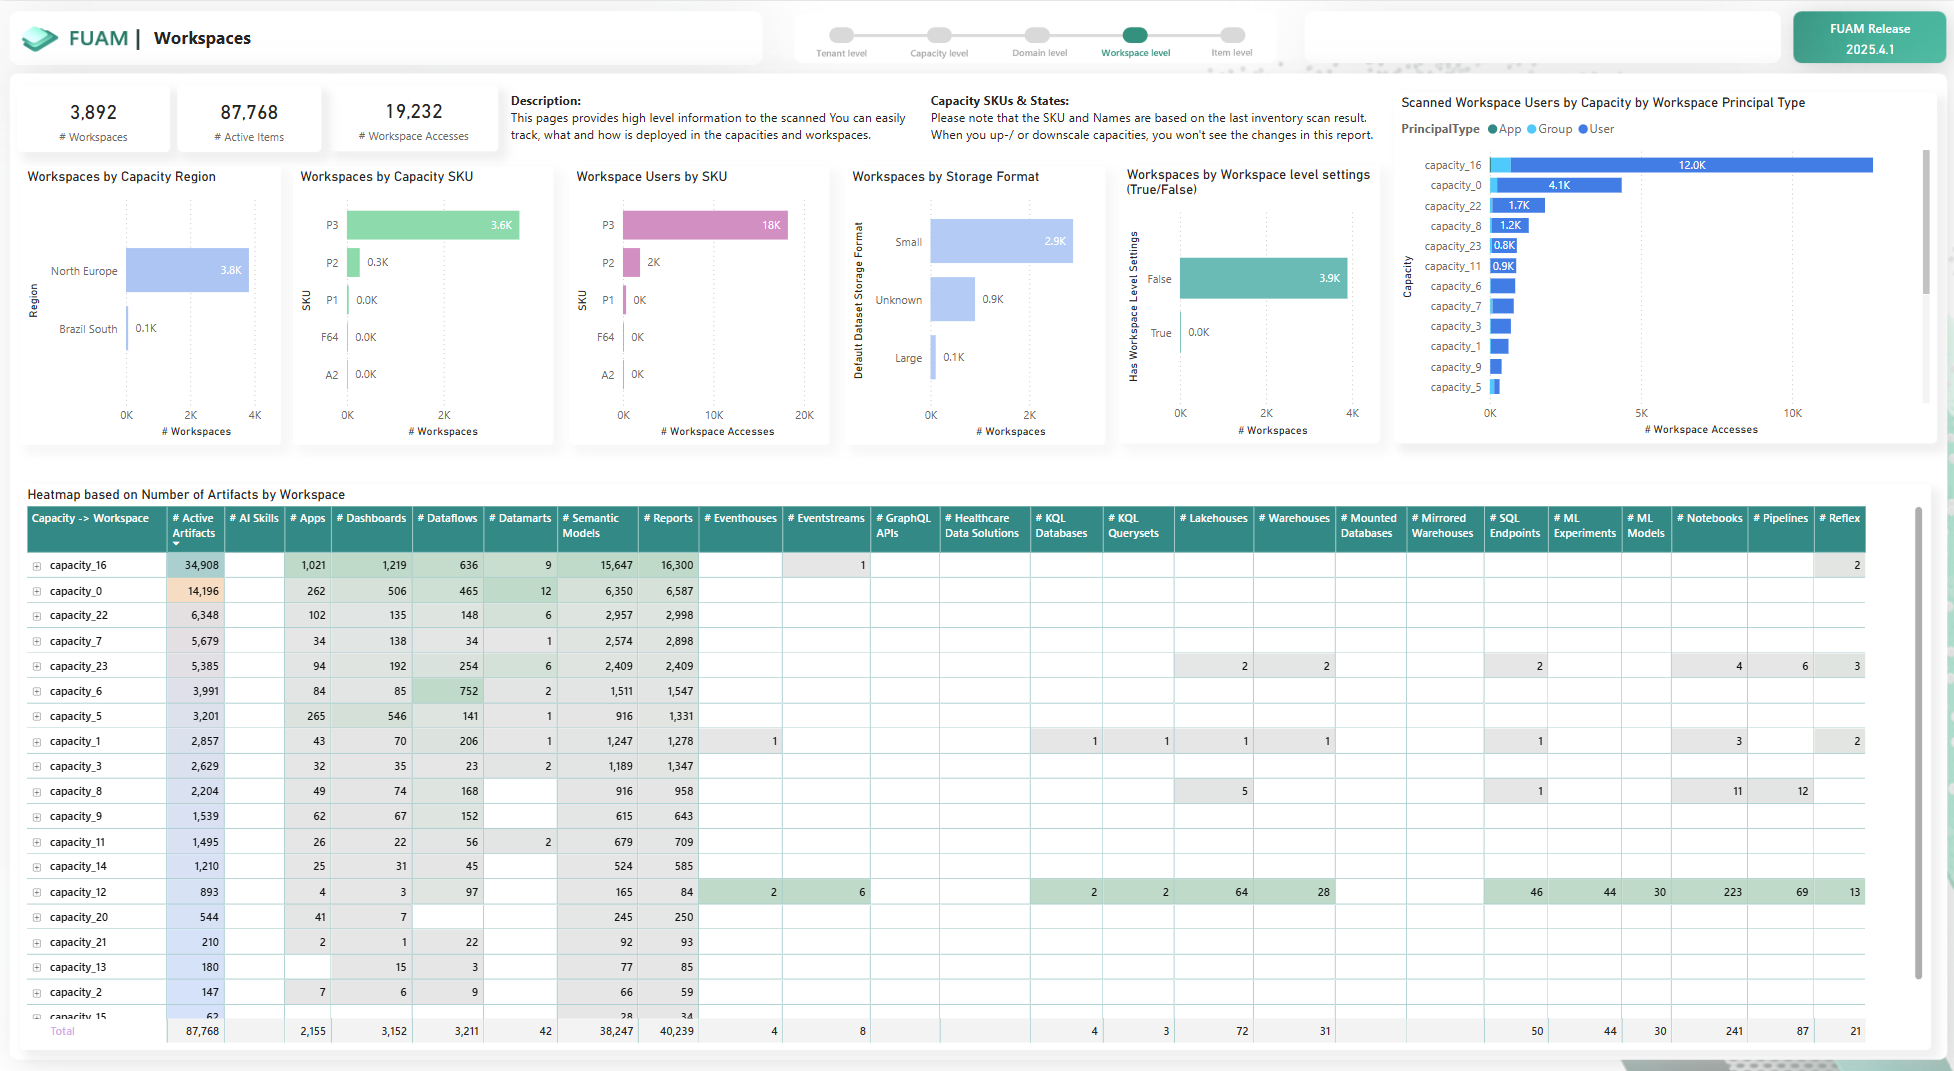 FUAM | Workspaces
Tenant level
Capacity level
Domain level
Workspace level
Item level
FUAM Release
2025.4.1
3,892
# Workspaces
87,768
# Active Items
19,232
# Workspace Accesses
Description:
This pages provides high level information to the scanned You can easily
track, what and how is deployed in the capacities and workspaces.
Capacity SKUs & States:
Please note that the SKU and Names are based on the last inventory scan result.
When you up-/ or downscale capacities, you won't see the changes in this report.
Workspaces by Capacity Region
Region
North Europe 3.8K
Brazil South 0.1K
0K 2K 4K
# Workspaces
Workspaces by Capacity SKU
SKU
P3 3.6K
P2 0.3K
P1 0.0K
F64 0.0K
A2 0.0K
0K 2K
# Workspaces
Workspace Users by SKU
SKU
P3 18K
P2 2K
P1 0K
F64 0K
A2 0K
0K 10K 20K
# Workspace Accesses
Workspaces by Storage Format
Default Dataset Storage Format
Small 2.9K
Unknown 0.9K
Large 0.1K
0K 2K
# Workspaces
Workspaces by Workspace level settings
(True/False)
Has Workspace Level Settings
False 3.9K
True 0.0K
0K 2K 4K
# Workspaces
Scanned Workspace Users by Capacity by Workspace Principal Type
PrincipalType App Group User
Capacity
capacity_16 12.0K
capacity_0 4.1K
capacity_22 1.7K
capacity_8 1.2K
capacity_23 0.8K
capacity_11 0.9K
capacity_6
capacity_7
capacity_3
capacity_1
capacity_9
capacity_5
0K 5K 10K
# Workspace Accesses
Heatmap based on Number of Artifacts by Workspace
Capacity -> Workspace # Active Artifacts # AI Skills # Apps # Dashboards # Dataflows # Datamarts # Semantic Models # Reports # Eventhouses # Eventstreams # GraphQL APIs # Healthcare Data Solutions # KQL Databases # KQL Querysets # Lakehouses # Warehouses # Mounted Databases # Mirrored Warehouses # SQL Endpoints # ML Experiments # ML Models # Notebooks # Pipelines # Reflex
capacity_16 34,908 1,021 1,219 636 9 15,647 16,300 1 2
capacity_0 14,196 262 506 465 12 6,350 6,587
capacity_22 6,348 102 135 148 6 2,957 2,998
capacity_7 5,679 34 138 34 1 2,574 2,898
capacity_23 5,385 94 192 254 6 2,409 2,409 2 2 2 4 6 3
capacity_6 3,991 84 85 752 2 1,511 1,547
capacity_5 3,201 265 546 141 1 916 1,331
capacity_1 2,857 43 70 206 1 1,247 1,278 1 1 1 1 1 1 3 2
capacity_3 2,629 32 35 23 2 1,189 1,347
capacity_8 2,204 49 74 168 916 958 5 1 11 12
capacity_9 1,539 62 67 152 615 643
capacity_11 1,495 26 22 56 2 679 709
capacity_14 1,210 25 31 45 524 585
capacity_12 893 4 3 97 165 84 2 6 2 2 64 28 46 44 30 223 69 13
capacity_20 544 41 7 245 250
capacity_21 210 2 1 22 92 93
capacity_13 180 15 3 77 85
capacity_2 147 7 6 9 66 59
capacity_15 62 28 34
Total 87,768 2,155 3,152 3,211 42 38,247 40,239 4 8 4 3 72 31 50 44 30 241 87 21